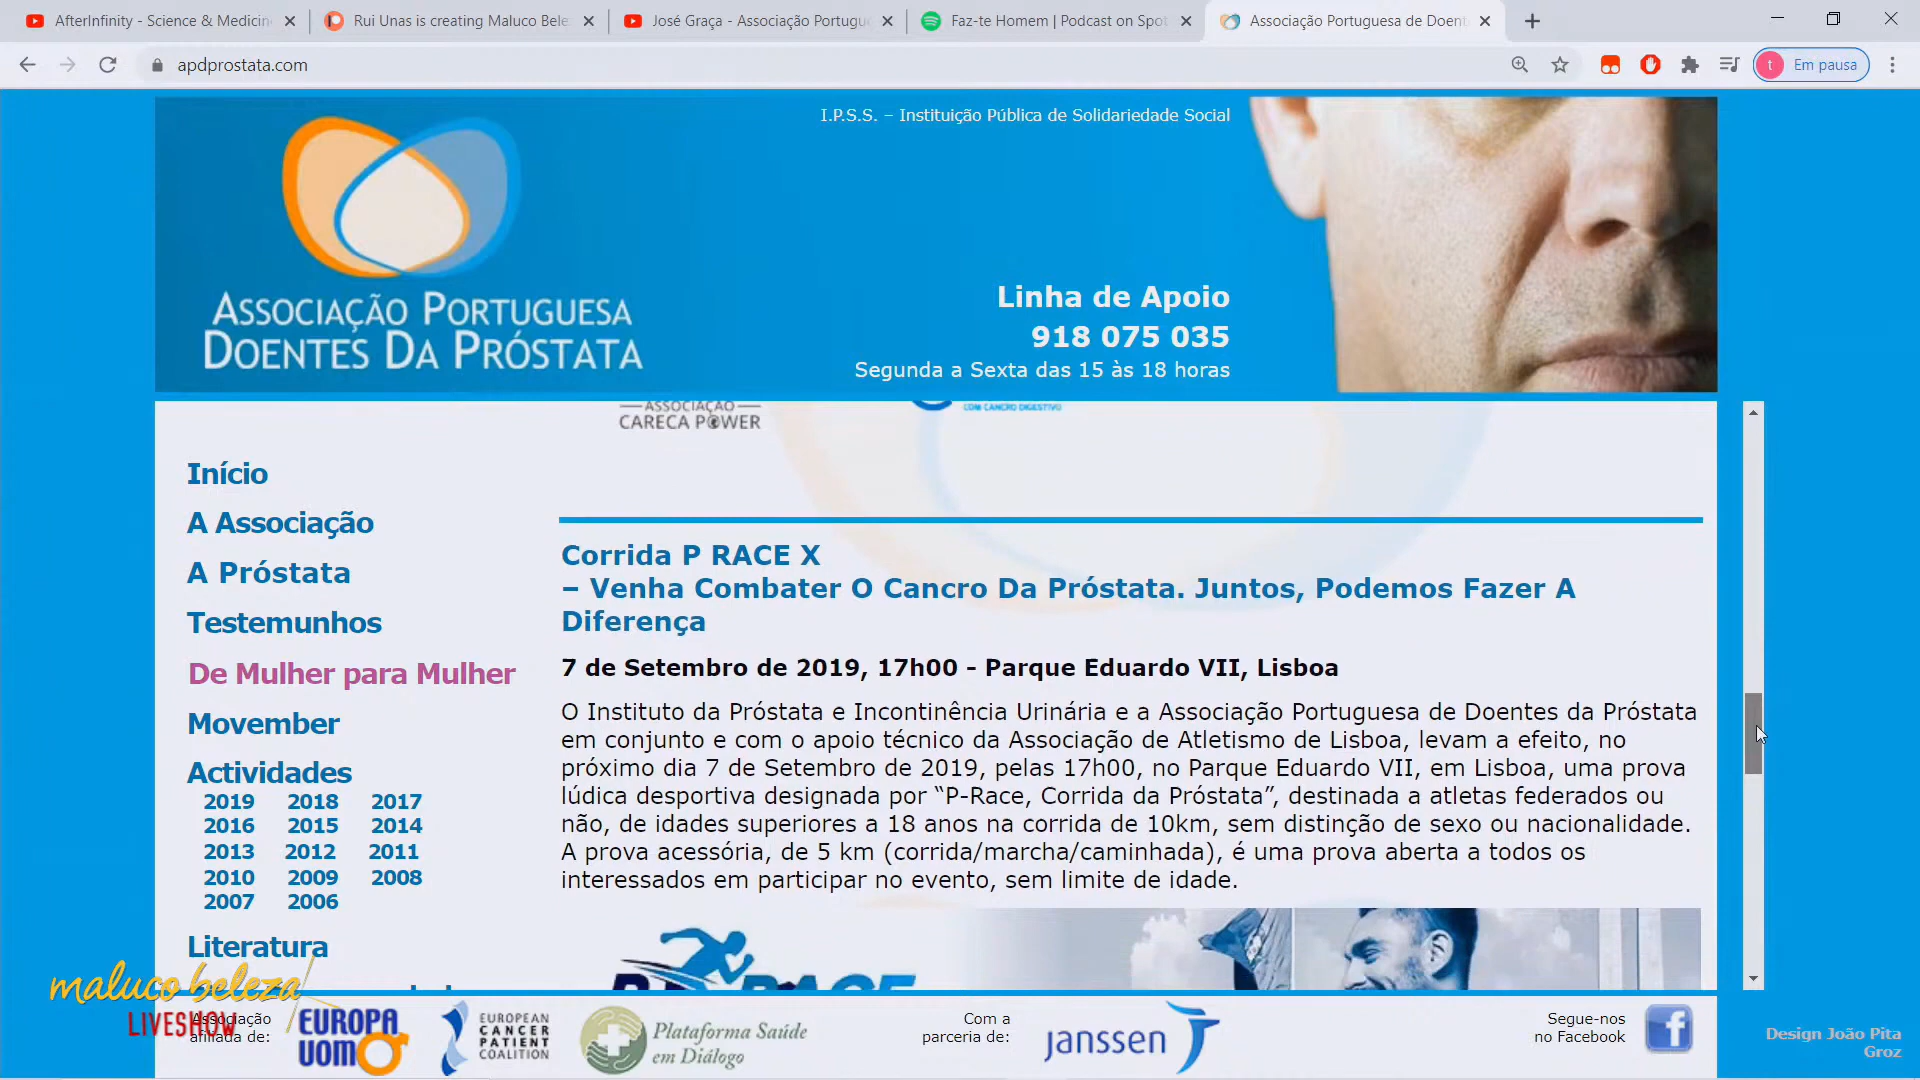 AfterInfinity - Science & Medicin
Rui Unas is creating Maluco Bele
José Graça - Associação Portugu
Faz-te Homem | Podcast on Spot
Associação Portuguesa de Doent
apdprostata.com
t
Em pausa
I.P.S.S. – Instituição Pública de Solidariedade Social
ASSOCIAÇÃO PORTUGUESA
DOENTES DA PRÓSTATA
Linha de Apoio
918 075 035
Segunda a Sexta das 15 às 18 horas
ASSOCIAÇÃO
CARECA POWER
COM CANCRO DIGESTIVO
Início
A Associação
A Próstata
Testemunhos
De Mulher para Mulher
Movember
Actividades
2019 2018 2017
2016 2015 2014
2013 2012 2011
2010 2009 2008
2007 2006
Literatura
Corrida P RACE X
– Venha Combater O Cancro Da Próstata. Juntos, Podemos Fazer A
Diferença
7 de Setembro de 2019, 17h00 - Parque Eduardo VII, Lisboa
O Instituto da Próstata e Incontinência Urinária e a Associação Portuguesa de Doentes da Próstata
em conjunto e com o apoio técnico da Associação de Atletismo de Lisboa, levam a efeito, no
próximo dia 7 de Setembro de 2019, pelas 17h00, no Parque Eduardo VII, em Lisboa, uma prova
lúdica desportiva designada por “P-Race, Corrida da Próstata”, destinada a atletas federados ou
não, de idades superiores a 18 anos na corrida de 10km, sem distinção de sexo ou nacionalidade.
A prova acessória, de 5 km (corrida/marcha/caminhada), é uma prova aberta a todos os
interessados em participar no evento, sem limite de idade.
P RACE
maluco beleza
LIVESHOW
Associação
afiliada de:
EUROPA
UOMO
EUROPEAN
CANCER
PATIENT
COALITION
Plataforma Saúde
em Diálogo
Com a
parceria de:
janssen
Segue-nos
no Facebook
f
Design João Pita
Groz